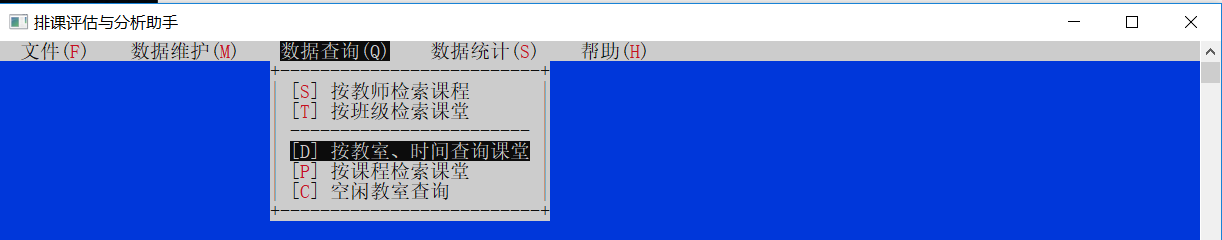 排课评估与分析助手
文件(F) 数据维护(M) 数据查询(Q) 数据统计(S) 帮助(H)
[S] 按教师检索课程
[T] 按班级检索课堂
[D] 按教室、时间查询课堂
[P] 按课程检索课堂
[C] 空闲教室查询